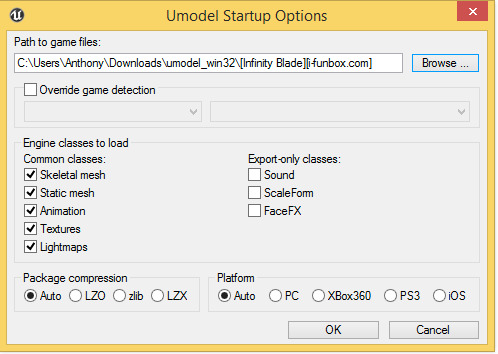 Umodel Startup Options
Path to game files:
C:\Users\Anthony\Downloads\umodel_win32\[Infinity Blade][i-funbox.com]
Browse ...
Override game detection
Engine classes to load
Common classes:
Export-only classes:
Skeletal mesh
Sound
Static mesh
ScaleForm
Animation
FaceFX
Textures
Lightmaps
Package compression
Platform
Auto LZO zlib LZX
Auto PC XBox360 PS3 iOS
OK
Cancel